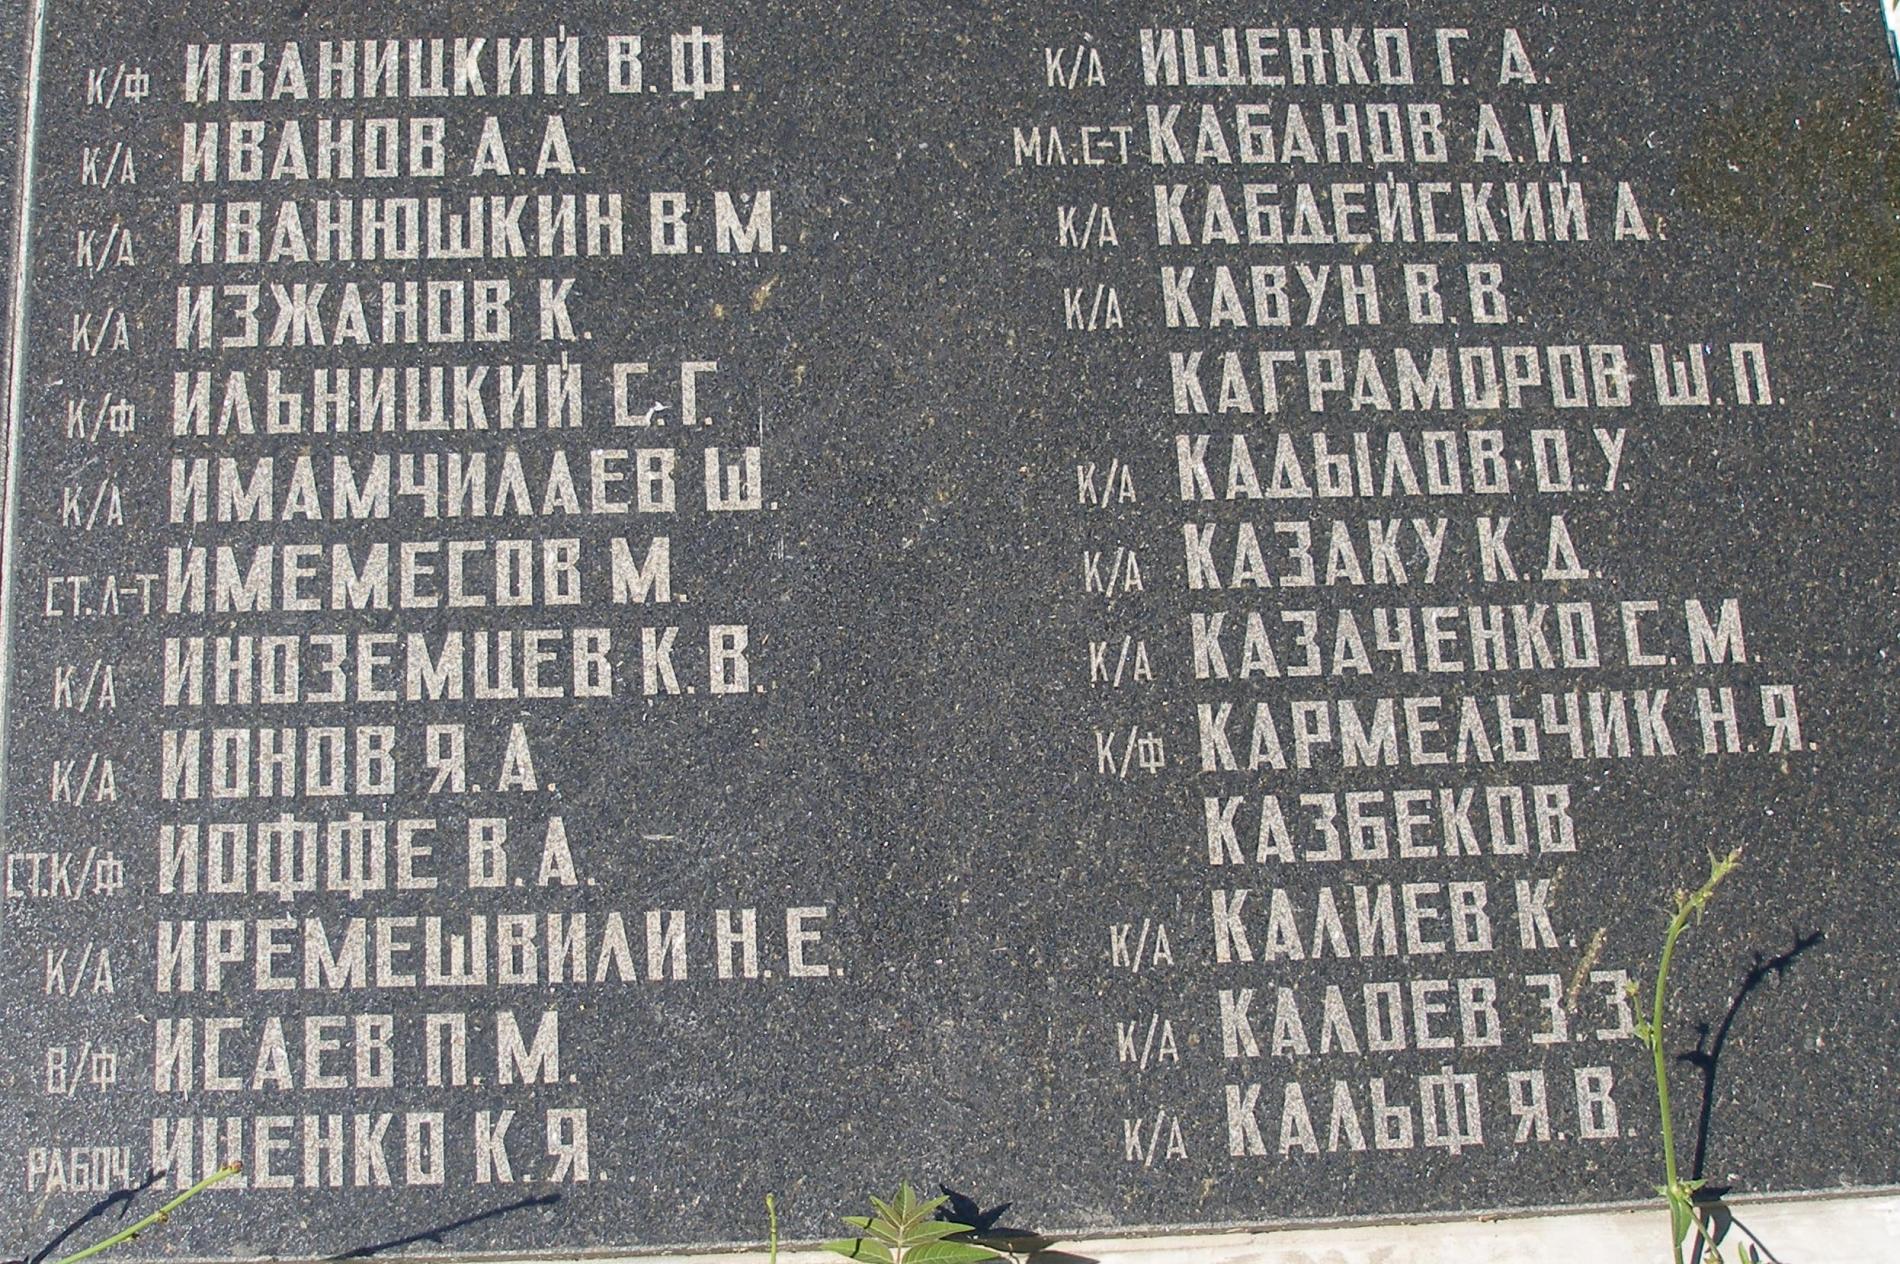 К/Ф ИВАНИЦКИЙ В.Ф.
К/А ИВАНОВ А.А.
К/А ИВАНЮШКИН В.М.
К/А ИЗЖАНОВ К.
К/Ф ИЛЬНИЦКИЙ С.Г.
К/А ИМАМЧИЛАЕВ Ш.
СТ.Л-Т ИМЕМЕСОВ М.
К/А ИНОЗЕМЦЕВ К.В.
К/А ИОНОВ Я.А.
СТ.К/Ф ИОФФЕ В.А.
К/А ИРЕМЕШВИЛИ Н.Е.
В/Ф ИСАЕВ П.М.
РАБОЧ. ИЩЕНКО К.Я.
К/А ИЩЕНКО Г.А.
МЛ.С-Т КАБАНОВ А.И.
К/А КАБДЕЙСКИЙ А.
К/А КАВУН В.В.
КАГРАМОРОВ Ш.П.
К/А КАДЫЛОВ О.У.
К/А КАЗАКУ К.Д.
К/А КАЗАЧЕНКО С.М.
К/Ф КАРМЕЛЬЧИК Н.Я.
КАЗБЕКОВ
К/А КАЛИЕВ К.
К/А КАЛОЕВ З.З
К/А КАЛЬФ Я.В.